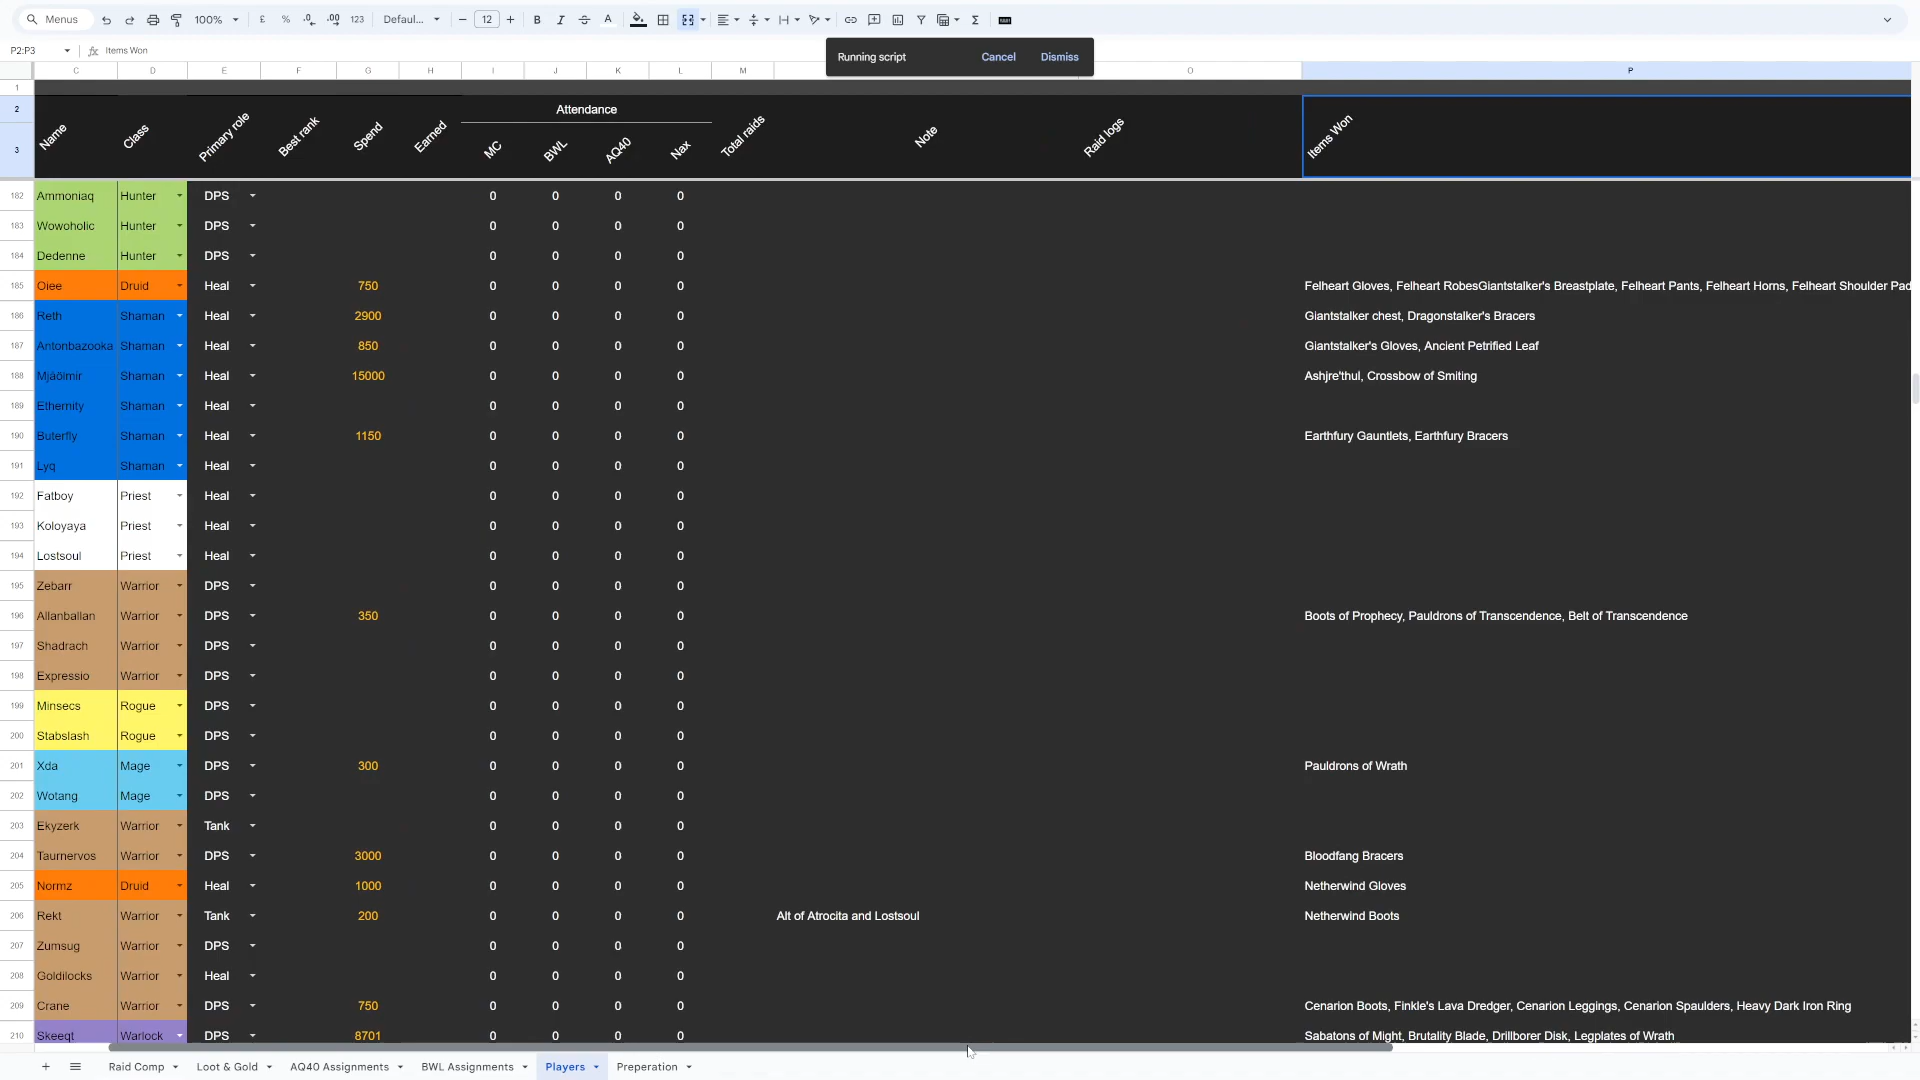 Menus 100% £ % .0 .00 123 Defaul... 12 B I S A Σ
P2:P3 fx Items Won
Running script Cancel Dismiss
C D E F G H I J K L M O P
1
2 Attendance
3 Name Class Primary role Best rank Spend Earned MC BWL AQ40 Nax Total raids Note Raid logs Items Won
182 Ammoniaq Hunter DPS 0 0 0 0
183 Wowoholic Hunter DPS 0 0 0 0
184 Dedenne Hunter DPS 0 0 0 0
185 Oiee Druid Heal 750 0 0 0 0 Felheart Gloves, Felheart RobesGiantstalker's Breastplate, Felheart Pants, Felheart Horns, Felheart Shoulder Pad
186 Reth Shaman Heal 2900 0 0 0 0 Giantstalker chest, Dragonstalker's Bracers
187 Antonbazooka Shaman Heal 850 0 0 0 0 Giantstalker's Gloves, Ancient Petrified Leaf
188 Mjäölmir Shaman Heal 15000 0 0 0 0 Ashjre'thul, Crossbow of Smiting
189 Ethernity Shaman Heal 0 0 0 0
190 Buterfly Shaman Heal 1150 0 0 0 0 Earthfury Gauntlets, Earthfury Bracers
191 Lyq Shaman Heal 0 0 0 0
192 Fatboy Priest Heal 0 0 0 0
193 Koloyaya Priest Heal 0 0 0 0
194 Lostsoul Priest Heal 0 0 0 0
195 Zebarr Warrior DPS 0 0 0 0
196 Allanballan Warrior DPS 350 0 0 0 0 Boots of Prophecy, Pauldrons of Transcendence, Belt of Transcendence
197 Shadrach Warrior DPS 0 0 0 0
198 Expressio Warrior DPS 0 0 0 0
199 Minsecs Rogue DPS 0 0 0 0
200 Stabslash Rogue DPS 0 0 0 0
201 Xda Mage DPS 300 0 0 0 0 Pauldrons of Wrath
202 Wotang Mage DPS 0 0 0 0
203 Ekyzerk Warrior Tank 0 0 0 0
204 Taurnervos Warrior DPS 3000 0 0 0 0 Bloodfang Bracers
205 Normz Druid Heal 1000 0 0 0 0 Netherwind Gloves
206 Rekt Warrior Tank 200 0 0 0 0 Alt of Atrocita and Lostsoul Netherwind Boots
207 Zumsug Warrior DPS 0 0 0 0
208 Goldilocks Warrior Heal 0 0 0 0
209 Crane Warrior DPS 750 0 0 0 0 Cenarion Boots, Finkle's Lava Dredger, Cenarion Leggings, Cenarion Spaulders, Heavy Dark Iron Ring
210 Skeeqt Warlock DPS 8701 0 0 0 0 Sabatons of Might, Brutality Blade, Drillborer Disk, Legplates of Wrath
Raid Comp Loot & Gold AQ40 Assignments BWL Assignments Players Preperation